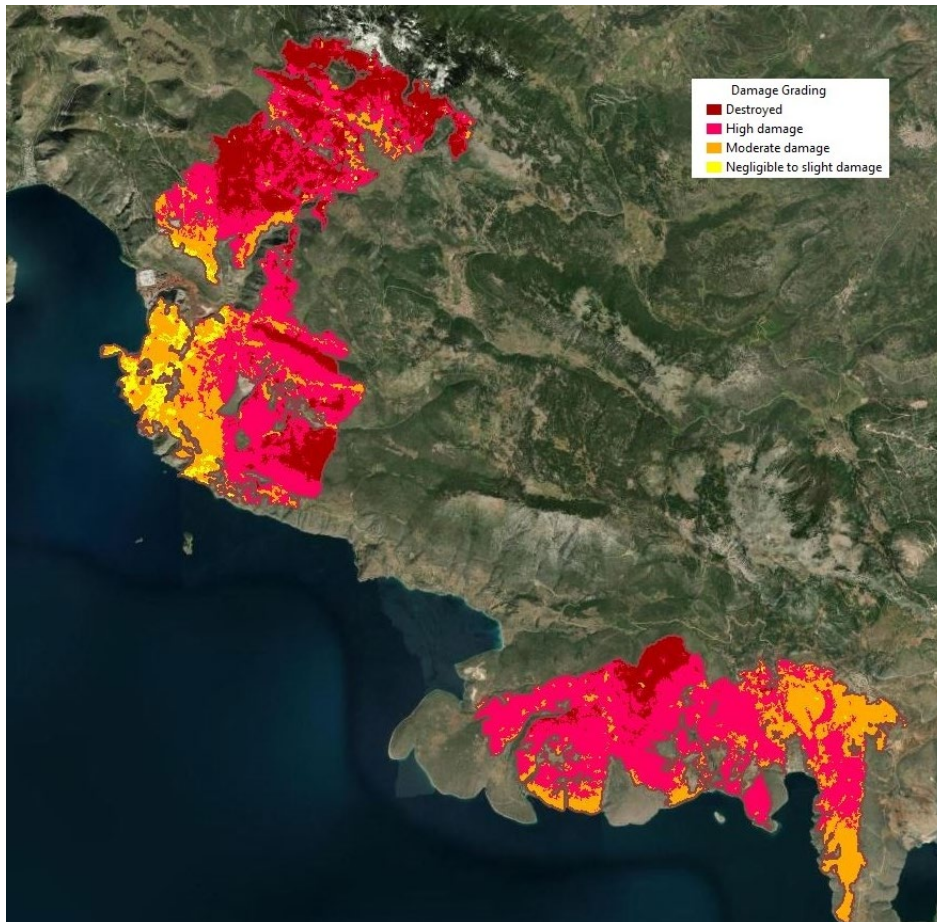 Damage Grading
Destroyed
High damage
Moderate damage
Negligible to slight damage